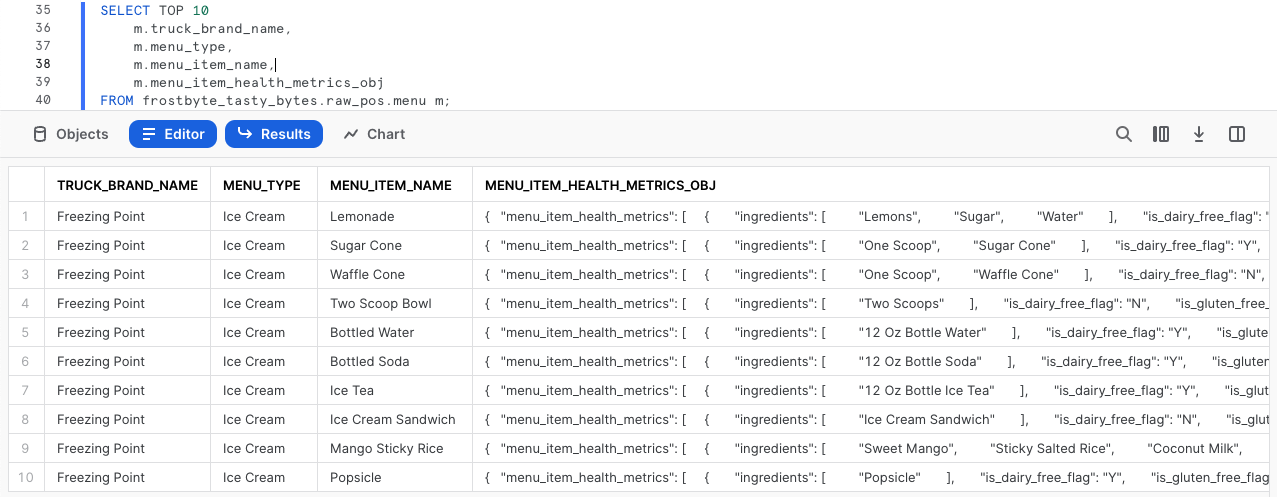 35 SELECT TOP 10
36 m.truck_brand_name,
37 m.menu_type,
38 m.menu_item_name,
39 m.menu_item_health_metrics_obj
40 FROM frostbyte_tasty_bytes.raw_pos.menu m;
Objects Editor Results Chart
TRUCK_BRAND_NAME MENU_TYPE MENU_ITEM_NAME MENU_ITEM_HEALTH_METRICS_OBJ
1 Freezing Point Ice Cream Lemonade { "menu_item_health_metrics": [ { "ingredients": [ "Lemons", "Sugar", "Water" ], "is_dairy_free_flag": "
2 Freezing Point Ice Cream Sugar Cone { "menu_item_health_metrics": [ { "ingredients": [ "One Scoop", "Sugar Cone" ], "is_dairy_free_flag": "Y",
3 Freezing Point Ice Cream Waffle Cone { "menu_item_health_metrics": [ { "ingredients": [ "One Scoop", "Waffle Cone" ], "is_dairy_free_flag": "N",
4 Freezing Point Ice Cream Two Scoop Bowl { "menu_item_health_metrics": [ { "ingredients": [ "Two Scoops" ], "is_dairy_free_flag": "N", "is_gluten_free_
5 Freezing Point Ice Cream Bottled Water { "menu_item_health_metrics": [ { "ingredients": [ "12 Oz Bottle Water" ], "is_dairy_free_flag": "Y", "is_glute
6 Freezing Point Ice Cream Bottled Soda { "menu_item_health_metrics": [ { "ingredients": [ "12 Oz Bottle Soda" ], "is_dairy_free_flag": "Y", "is_gluten
7 Freezing Point Ice Cream Ice Tea { "menu_item_health_metrics": [ { "ingredients": [ "12 Oz Bottle Ice Tea" ], "is_dairy_free_flag": "Y", "is_glut
8 Freezing Point Ice Cream Ice Cream Sandwich { "menu_item_health_metrics": [ { "ingredients": [ "Ice Cream Sandwich" ], "is_dairy_free_flag": "N", "is_glut
9 Freezing Point Ice Cream Mango Sticky Rice { "menu_item_health_metrics": [ { "ingredients": [ "Sweet Mango", "Sticky Salted Rice", "Coconut Milk",
10 Freezing Point Ice Cream Popsicle { "menu_item_health_metrics": [ { "ingredients": [ "Popsicle" ], "is_dairy_free_flag": "Y", "is_gluten_free_flag